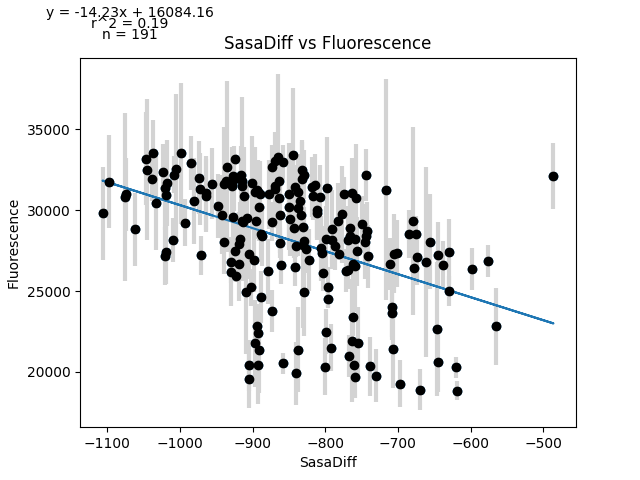 y = -14.23x + 16084.16
r^2 = 0.19
n = 191
SasaDiff vs Fluorescence
Fluorescence
35000
30000
25000
20000
−1100 −1000 −900 −800 −700 −600 −500
SasaDiff